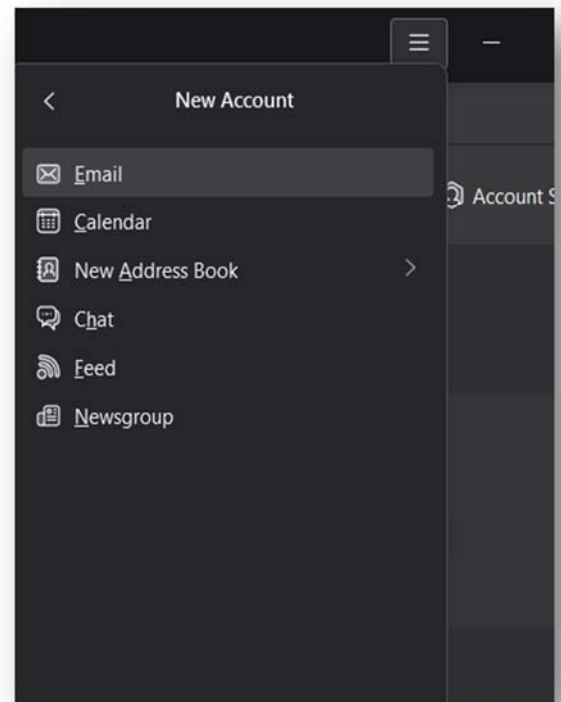 New Account
Email
Account S
Calendar
New Address Book
Chat
Feed
Newsgroup